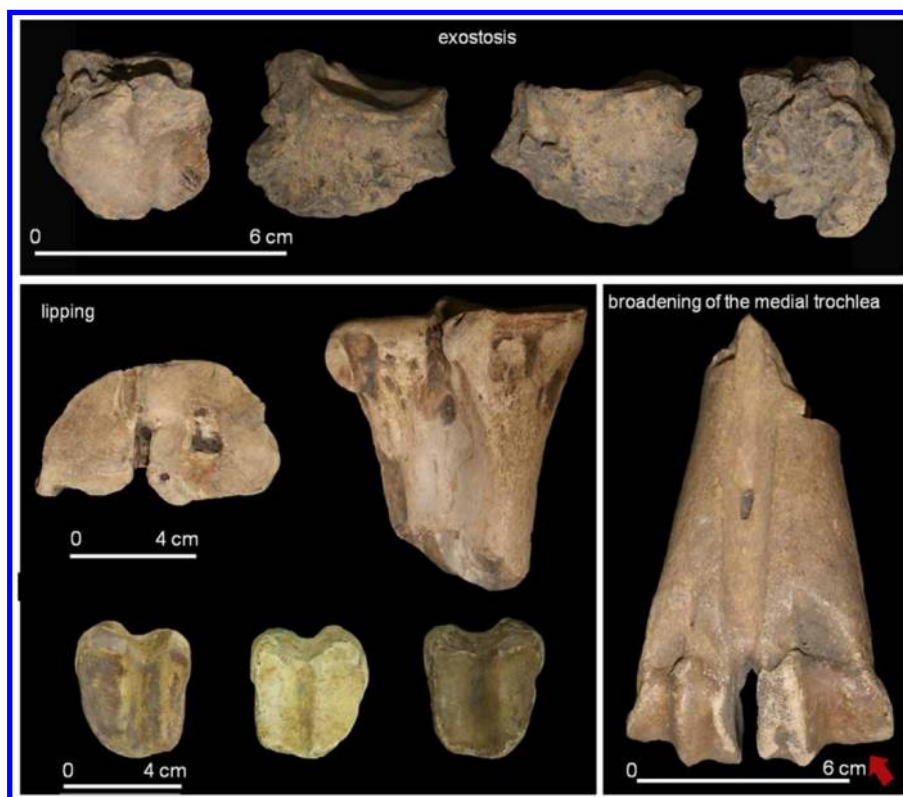 exostosis
0 6 cm
lipping
0 4 cm
0 4 cm
broadening of the medial trochlea
0 6 cm